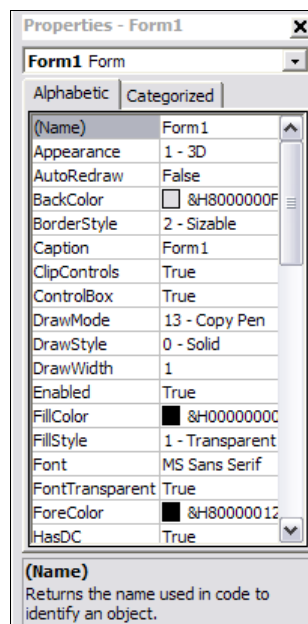 Properties - Form1
Form1 Form
Alphabetic Categorized
(Name) Form1
Appearance 1 - 3D
AutoRedraw False
BackColor &H8000000F
BorderStyle 2 - Sizable
Caption Form1
ClipControls True
ControlBox True
DrawMode 13 - Copy Pen
DrawStyle 0 - Solid
DrawWidth 1
Enabled True
FillColor &H00000000
FillStyle 1 - Transparent
Font MS Sans Serif
FontTransparent True
ForeColor &H80000012
HasDC True
(Name)
Returns the name used in code to
identify an object.